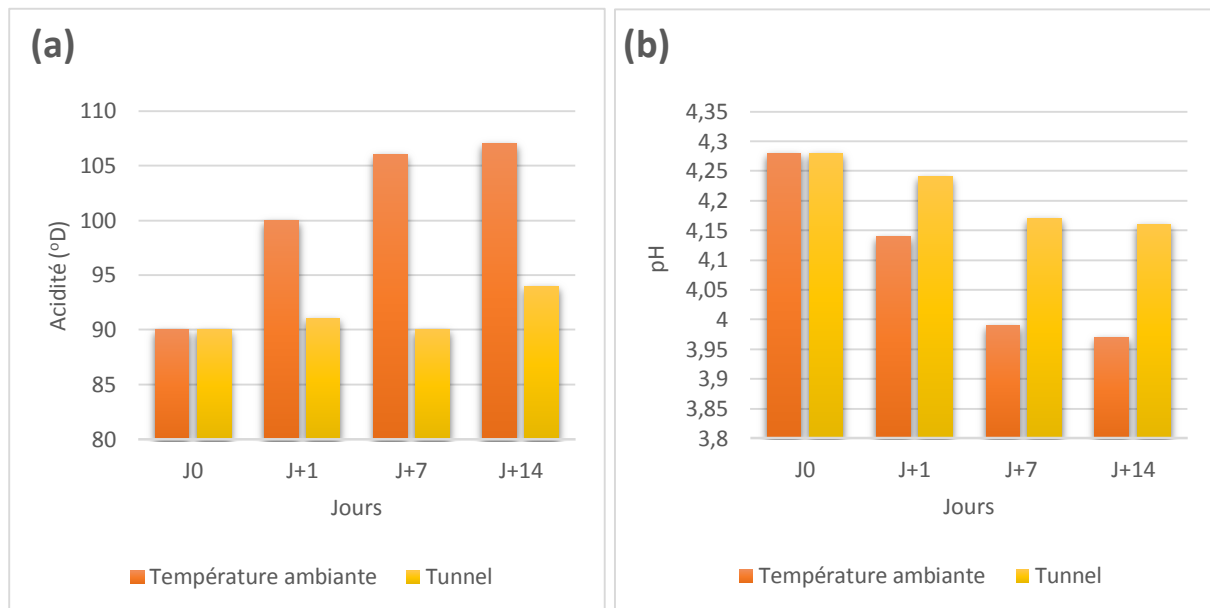 (a)
Acidité (°D)
110
105
100
95
90
85
80
J0 J+1 J+7 J+14
Jours
Température ambiante Tunnel
(b)
pH
4,35
4,3
4,25
4,2
4,15
4,1
4,05
4
3,95
3,9
3,85
3,8
J0 J+1 J+7 J+14
Jours
Température ambiante Tunnel